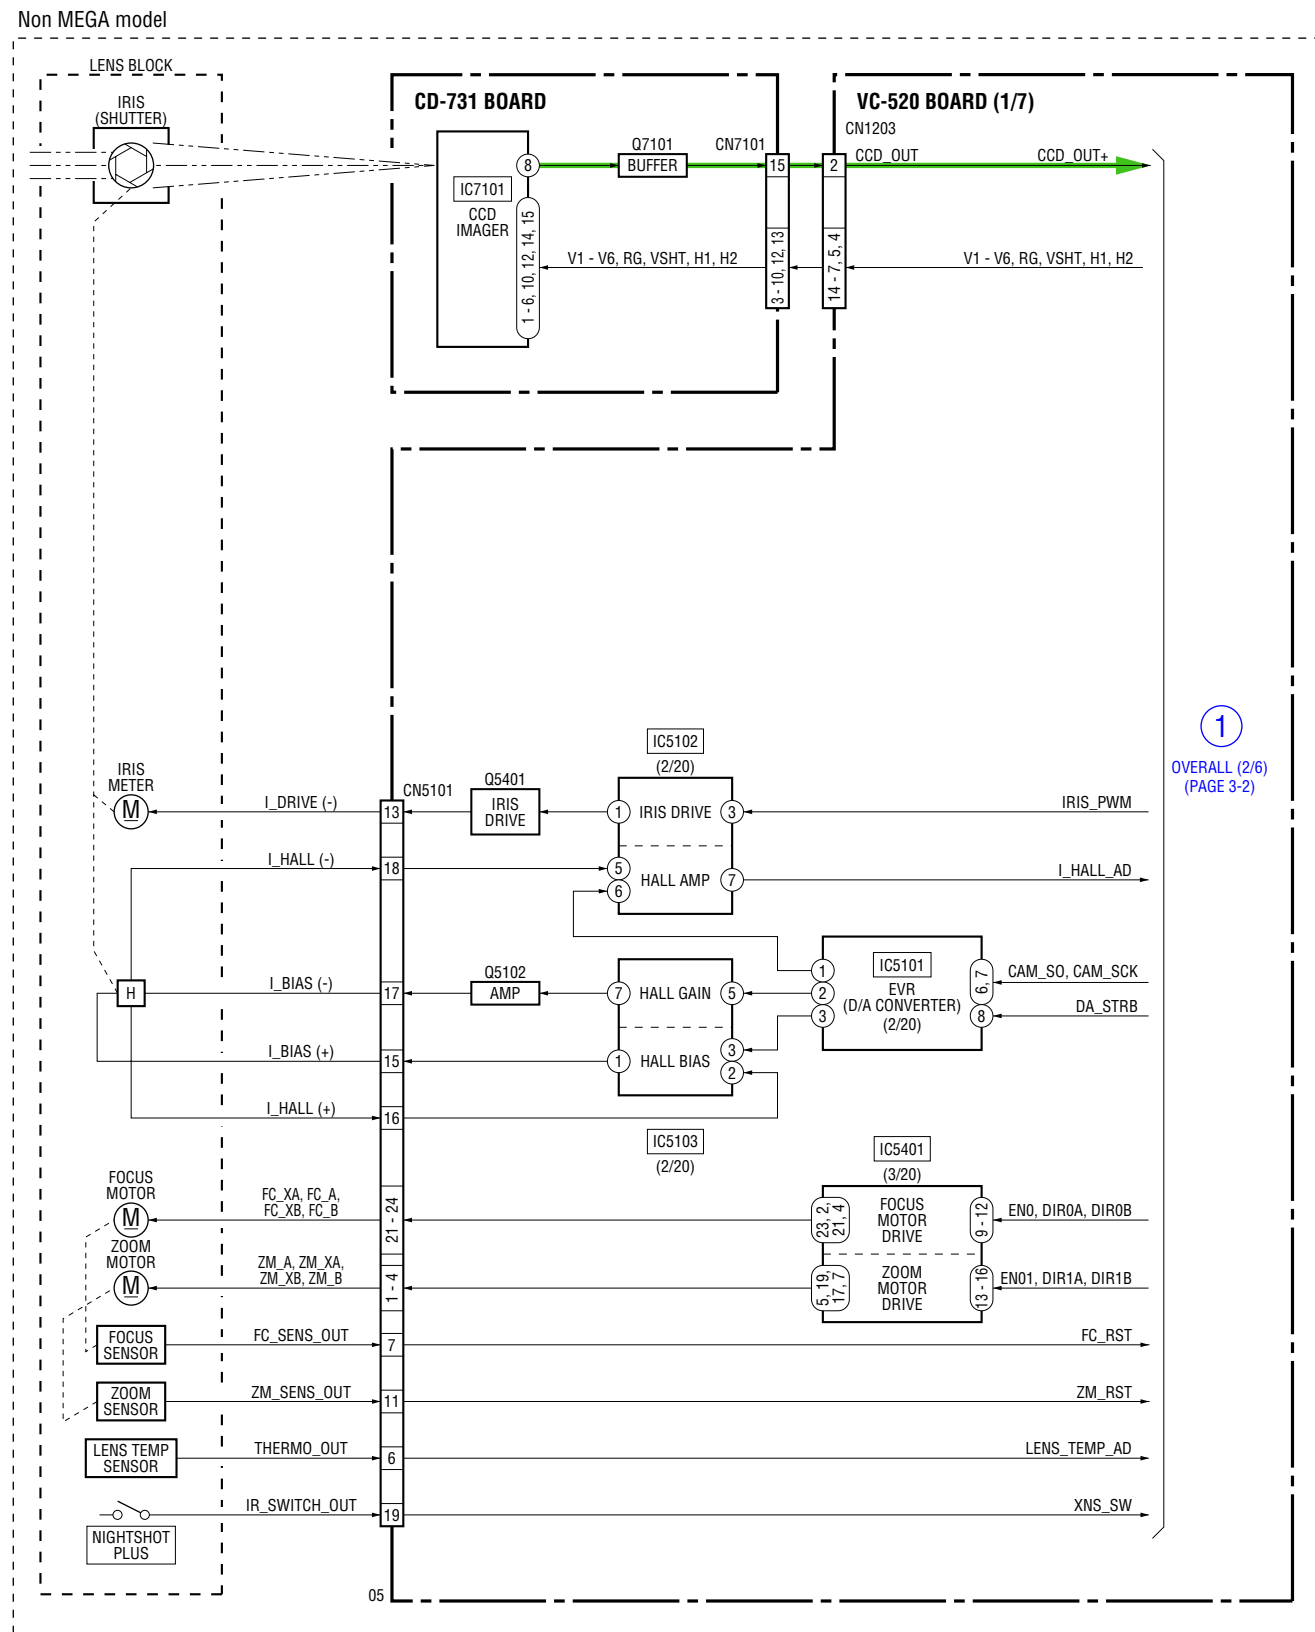 Non MEGA model
LENS BLOCK
IRIS
(SHUTTER)
CD-731 BOARD
VC-520 BOARD (1/7)
CN1203
Q7101
CN7101
8
BUFFER
15
2
CCD_OUT
CCD_OUT+
IC7101
CCD
IMAGER
1 - 6, 10, 12, 14, 15
V1 - V6, RG, VSHT, H1, H2
3 - 10, 12, 13
14 - 7, 5, 4
V1 - V6, RG, VSHT, H1, H2
1
OVERALL (2/6)
(PAGE 3-2)
IRIS
METER
M
I_DRIVE (-)
CN5101
13
Q5401
IRIS
DRIVE
IC5102
(2/20)
1
IRIS DRIVE
3
IRIS_PWM
I_HALL (-)
18
5
6
HALL AMP
7
I_HALL_AD
H
I_BIAS (-)
17
Q5102
AMP
7
HALL GAIN
5
1
2
3
IC5101
EVR
(D/A CONVERTER)
(2/20)
6, 7
8
CAM_SO, CAM_SCK
DA_STRB
I_BIAS (+)
15
1
HALL BIAS
3
2
I_HALL (+)
16
IC5103
(2/20)
IC5401
(3/20)
FOCUS
MOTOR
M
FC_XA, FC_A,
FC_XB, FC_B
21 - 24
23, 2,
21, 4
FOCUS
MOTOR
DRIVE
9 - 12
EN0, DIR0A, DIR0B
ZOOM
MOTOR
M
ZM_A, ZM_XA,
ZM_XB, ZM_B
1 - 4
5, 19,
17, 7
ZOOM
MOTOR
DRIVE
13 - 16
EN01, DIR1A, DIR1B
FOCUS
SENSOR
FC_SENS_OUT
7
FC_RST
ZOOM
SENSOR
ZM_SENS_OUT
11
ZM_RST
LENS TEMP
SENSOR
THERMO_OUT
6
LENS_TEMP_AD
IR_SWITCH_OUT
19
XNS_SW
NIGHTSHOT
PLUS
05